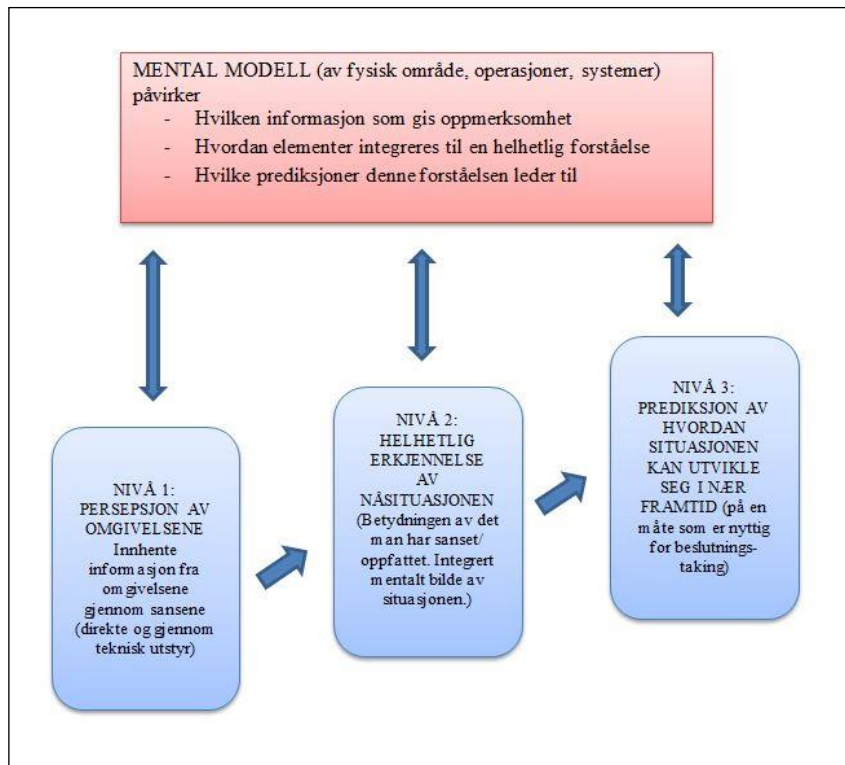 MENTAL MODELL (av fysisk område, operasjoner, systemer)
påvirker
- Hvilken informasjon som gis oppmerksomhet
- Hvordan elementer integreres til en helhetlig forståelse
- Hvilke prediksjoner denne forståelsen leder til
NIVÅ 1:
PERSEPSJON AV
OMGIVELSENE
Innhente
informasjon fra
omgivelsene
gjennom sansene
(direkte og gjennom
teknisk utstyr)
NIVÅ 2:
HELHETLIG
ERKJENNELSE
AV
NÅSITUASJONEN
(Betydningen av det
man har sanset/
oppfattet. Integrert
mentalt bilde av
situasjonen.)
NIVÅ 3:
PREDIKSJON AV
HVORDAN
SITUASJONEN
KAN UTVIKLE
SEG I NÆR
FRAMTID (på en
måte som er nyttig
for beslutnings-
taking)